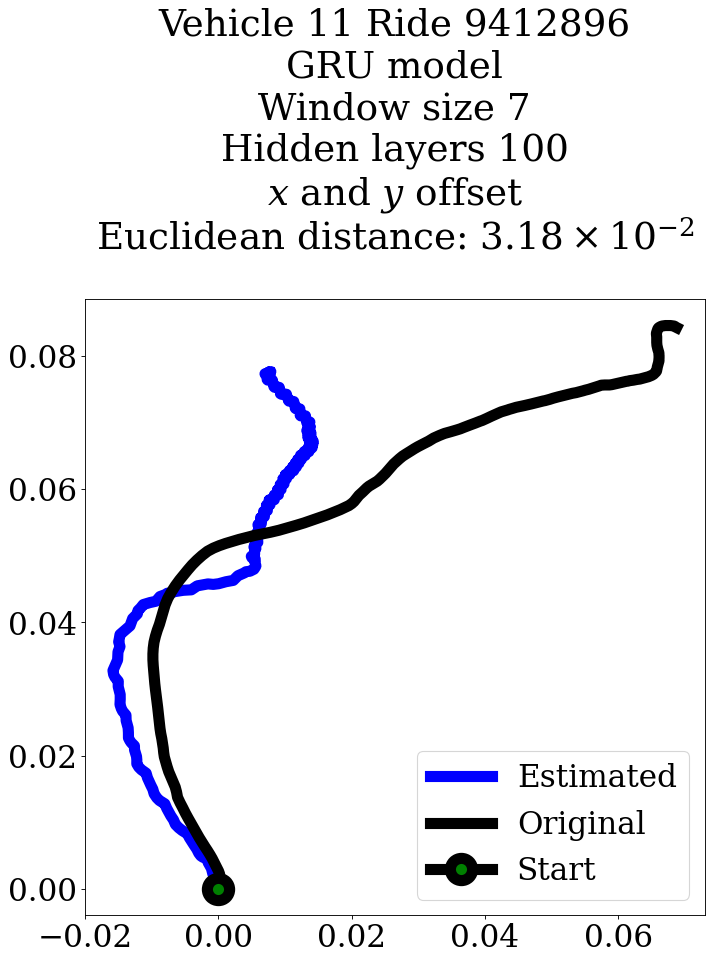 Vehicle 11 Ride 9412896
GRU model
Window size 7
Hidden layers 100
x and y offset
Euclidean distance: 3.18 × 10⁻²
0.08
0.06
0.04
0.02
0.00
−0.02 0.00 0.02 0.04 0.06
Estimated
Original
Start